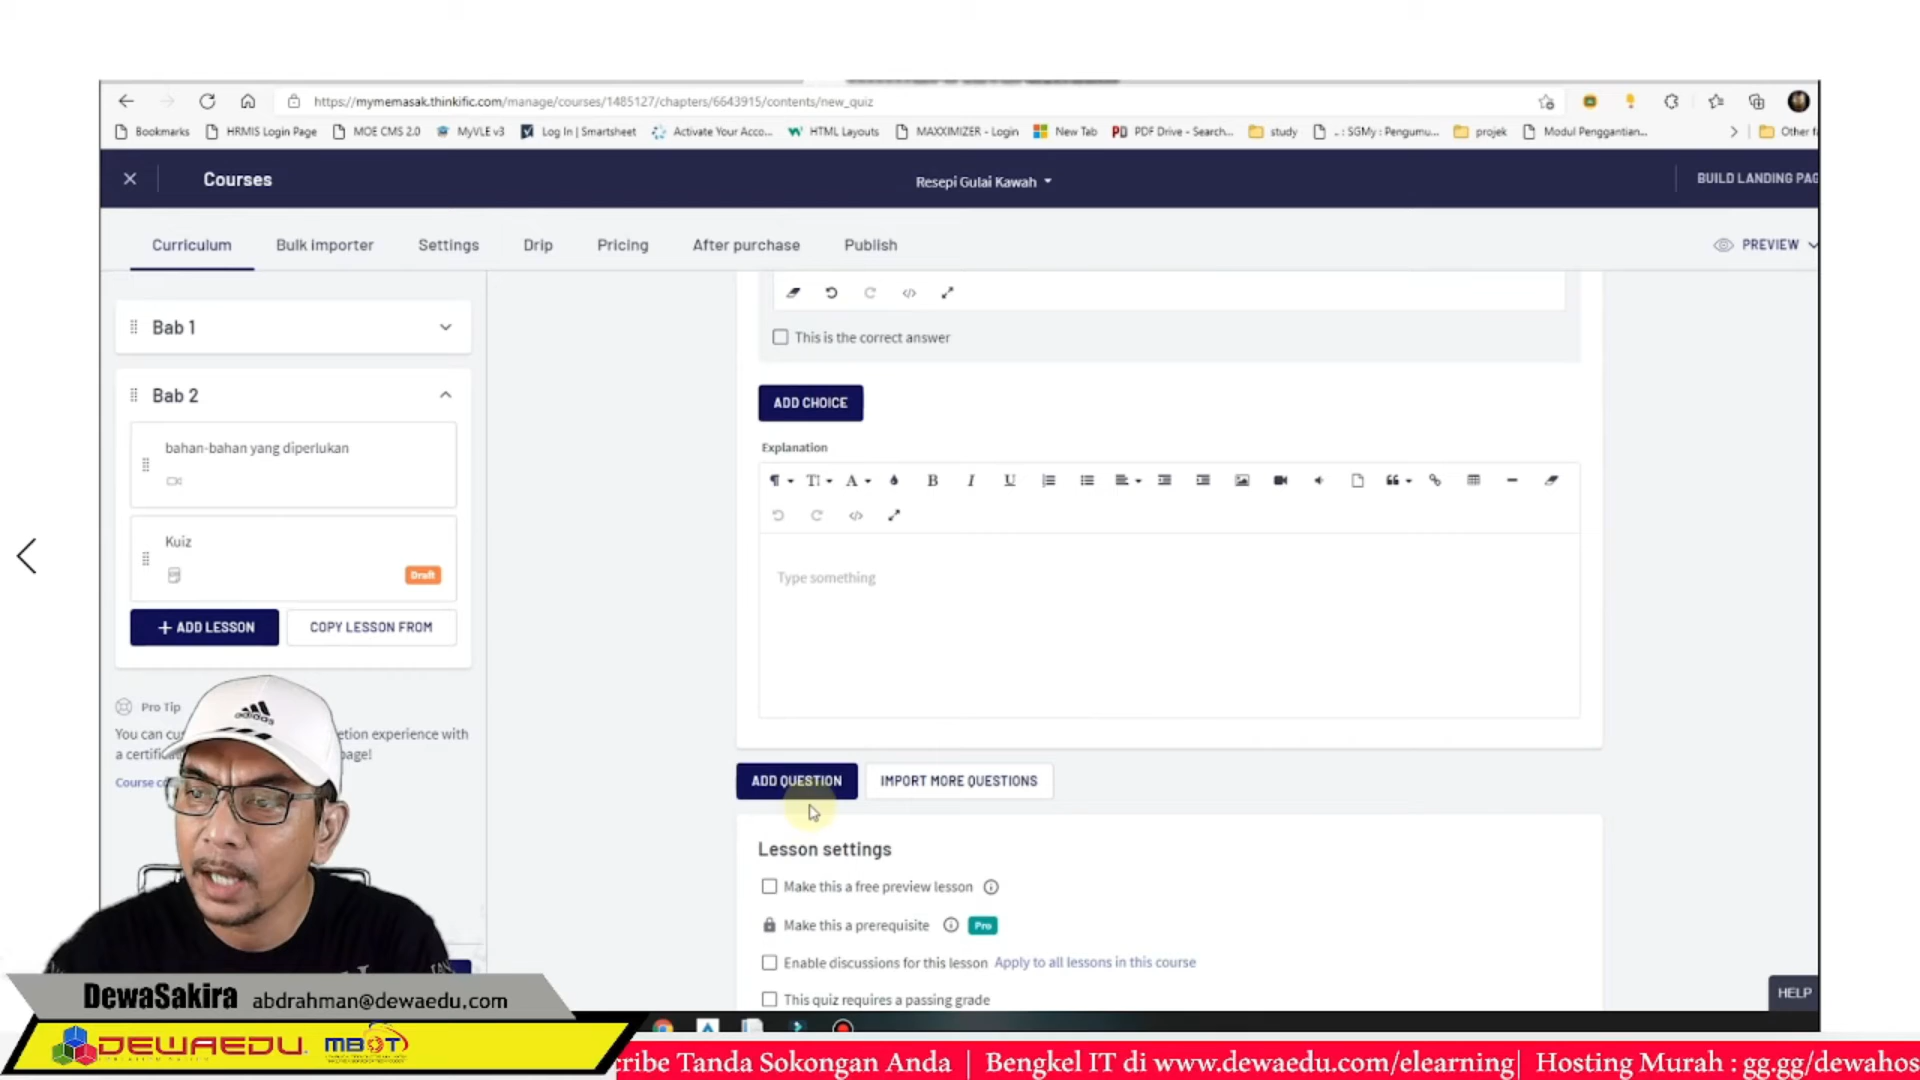 https://mymemasak.thinkific.com/manage/courses/1485127/chapters/6643915/contents/new_quiz
Bookmarks HRMIS Login Page MOE CMS 2.0 MyVLE v3 Log In | Smartsheet Activate Your Acco... HTML Layouts MAXXIMIZER - Login New Tab PDF Drive - Search... study ..: SGMy : Pengumu... projek Modul Penggantian... Other
Courses
Resepi Gulai Kawah
BUILD LANDING PAG
Curriculum Bulk importer Settings Drip Pricing After purchase Publish
PREVIEW
Bab 1
Bab 2
bahan-bahan yang diperlukan
Kuiz
Draft
+ ADD LESSON COPY LESSON FROM
Pro Tip
You can etion experience with
a page!
Course
This is the correct answer
ADD CHOICE
Explanation
Type something
ADD QUESTION IMPORT MORE QUESTIONS
Lesson settings
Make this a free preview lesson
Make this a prerequisite Pro
Enable discussions for this lesson Apply to all lessons in this course
This quiz requires a passing grade
HELP
adidas
DewaSakira abdrahman@dewaedu.com
DEWAEDU MBOT
cribe Tanda Sokongan Anda | Bengkel IT di www.dewaedu.com/elearning| Hosting Murah : gg.gg/dewahos